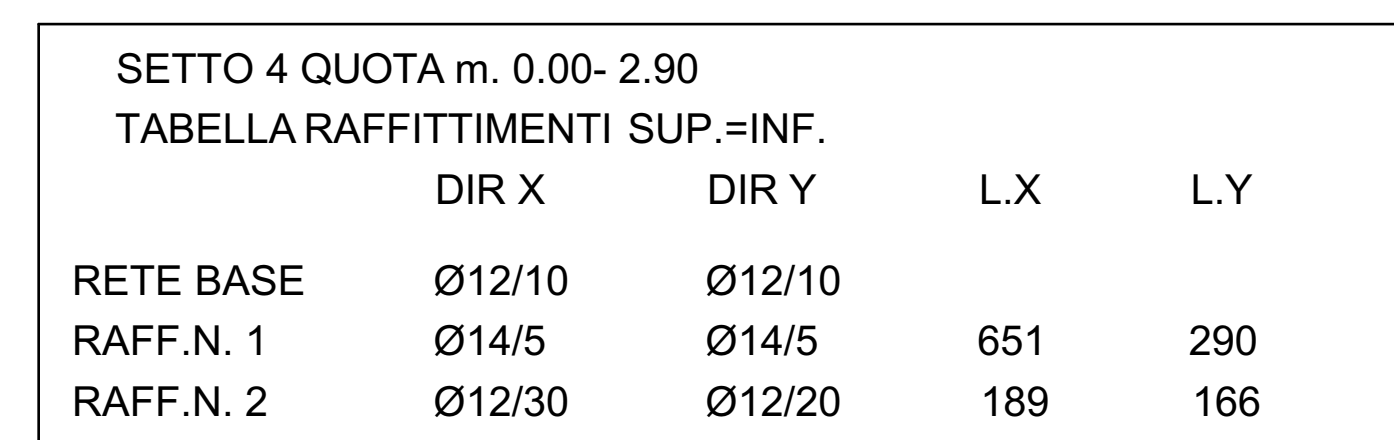 SETTO 4 QUOTA m. 0.00- 2.90
TABELLA RAFFITTIMENTI SUP.=INF.
DIR X DIR Y L.X L.Y
RETE BASE Ø12/10 Ø12/10
RAFF.N. 1 Ø14/5 Ø14/5 651 290
RAFF.N. 2 Ø12/30 Ø12/20 189 166